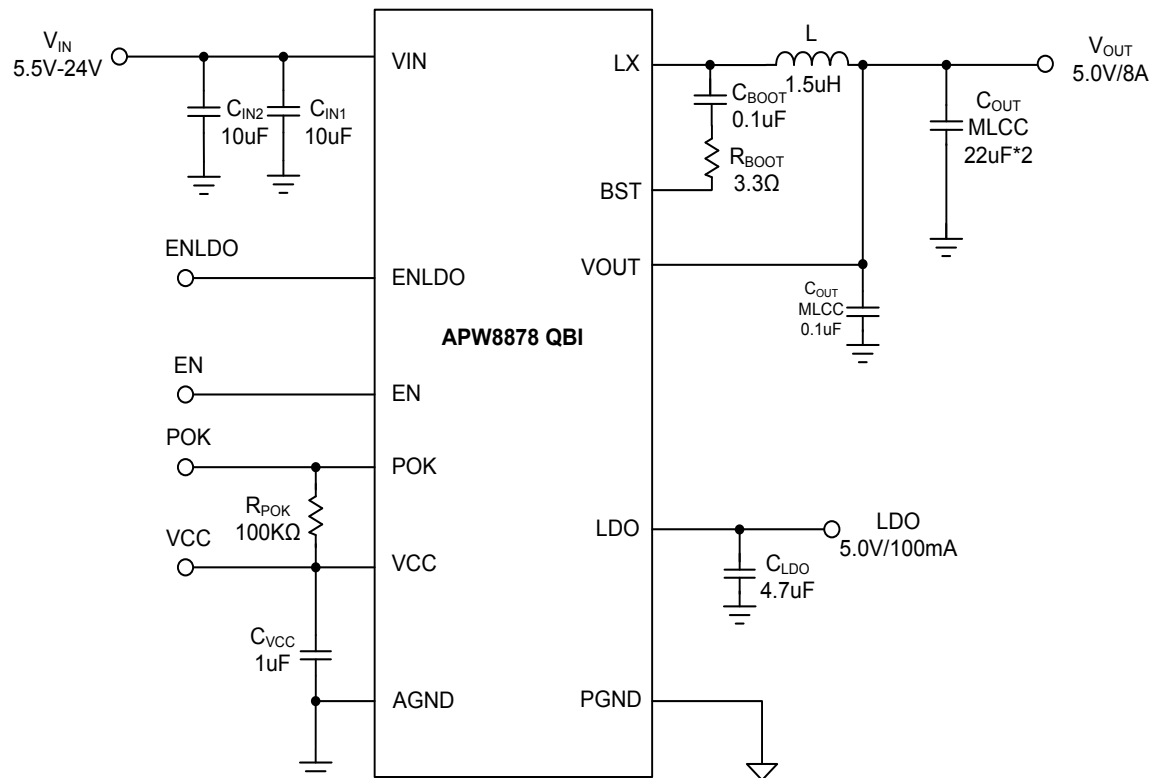 V_IN
5.5V-24V
C_IN2
10uF
C_IN1
10uF
VIN
LX
L
1.5uH
V_OUT
5.0V/8A
C_BOOT
0.1uF
R_BOOT
3.3Ω
C_OUT
MLCC
22uF*2
BST
ENLDO
ENLDO
VOUT
C_OUT
MLCC
0.1uF
APW8878 QBI
EN
EN
POK
POK
R_POK
100KΩ
VCC
VCC
LDO
LDO
5.0V/100mA
C_LDO
4.7uF
C_VCC
1uF
AGND
PGND